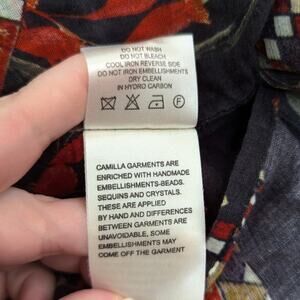 DO NOT WASH
DO NOT BLEACH
COOL IRON REVERSE SIDE
DO NOT IRON EMBELLISHMENTS
DRY CLEAN
IN HYDRO CARBON
F
CAMILLA GARMENTS ARE
ENRICHED WITH HANDMADE
EMBELLISHMENTS-BEADS.
SEQUINS AND CRYSTALS.
THESE ARE APPLIED
BY HAND AND DIFFERENCES
BETWEEN GARMENTS ARE
UNAVOIDABLE, SOME
EMBELLISHMENTS MAY
COME OFF THE GARMENT